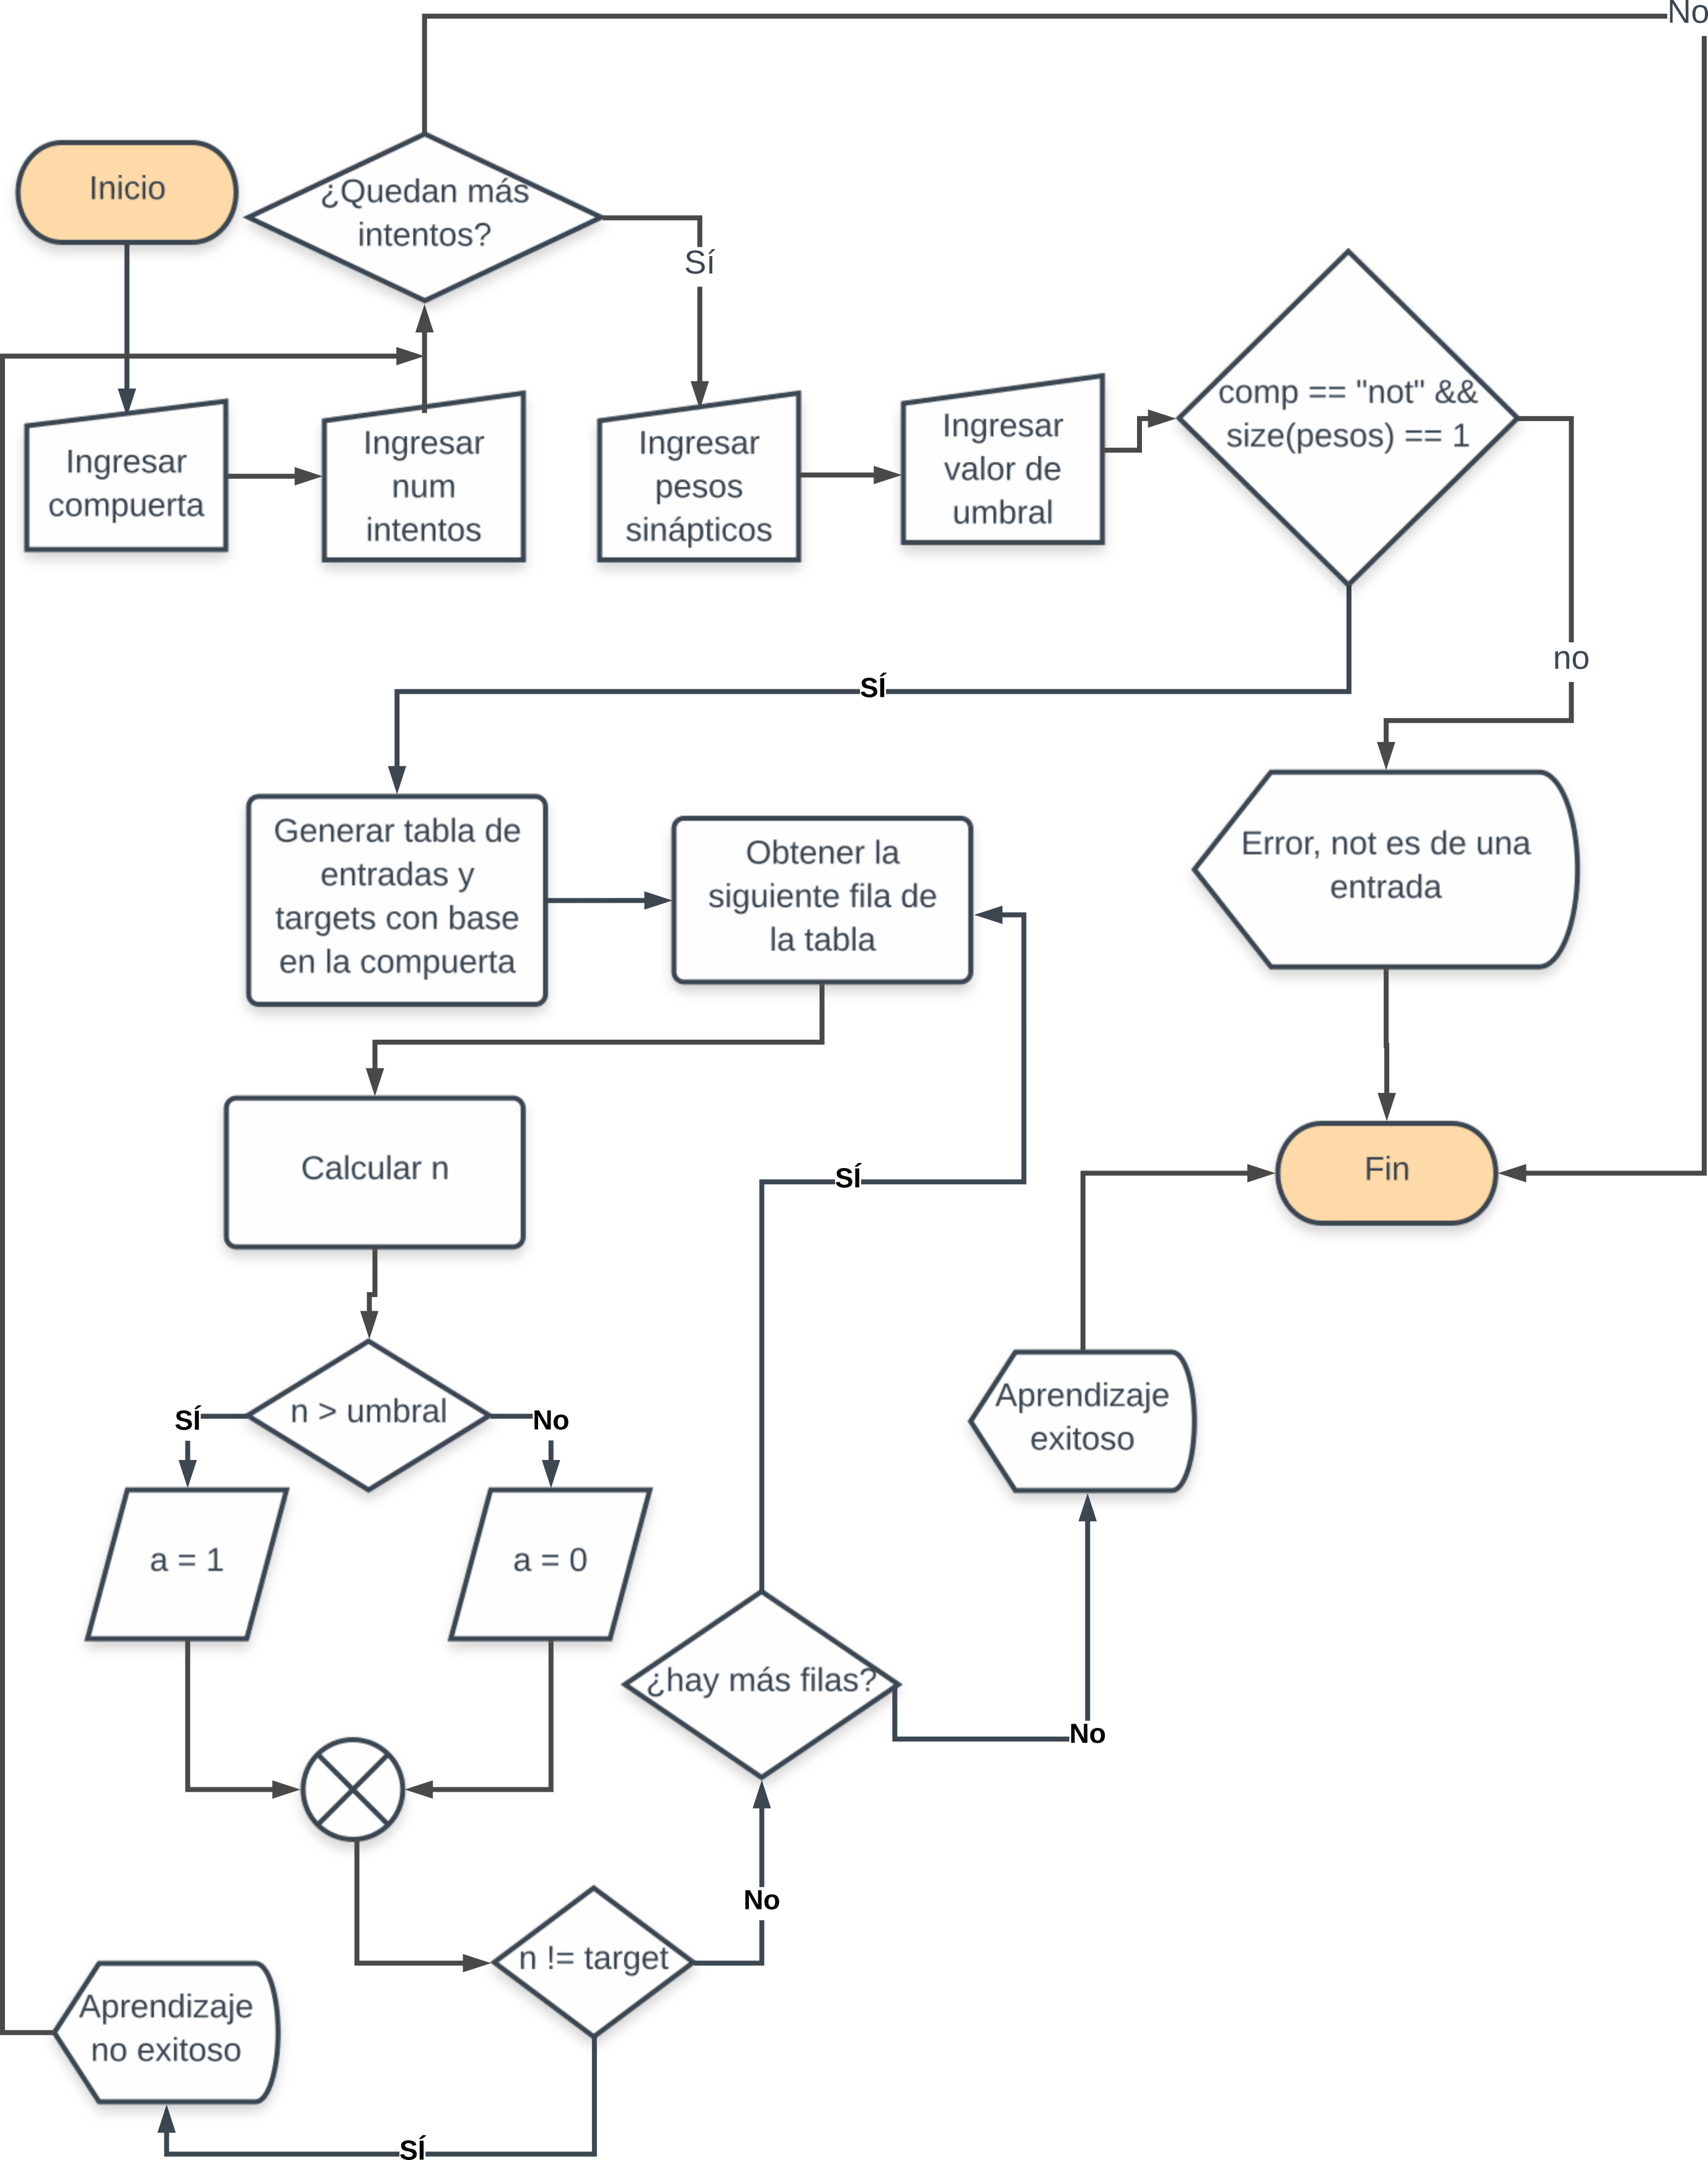 No
Inicio
¿Quedan más
intentos?
Sí
comp == "not" &&
size(pesos) == 1
Ingresar
compuerta
Ingresar
num
intentos
Ingresar
pesos
sinápticos
Ingresar
valor de
umbral
no
SÍ
Generar tabla de
entradas y
targets con base
en la compuerta
Obtener la
siguiente fila de
la tabla
Error, not es de una
entrada
Calcular n
SÍ
Fin
n > umbral
SÍ
No
Aprendizaje
exitoso
a = 1
a = 0
¿hay más filas?
No
No
n != target
Aprendizaje
no exitoso
SÍ